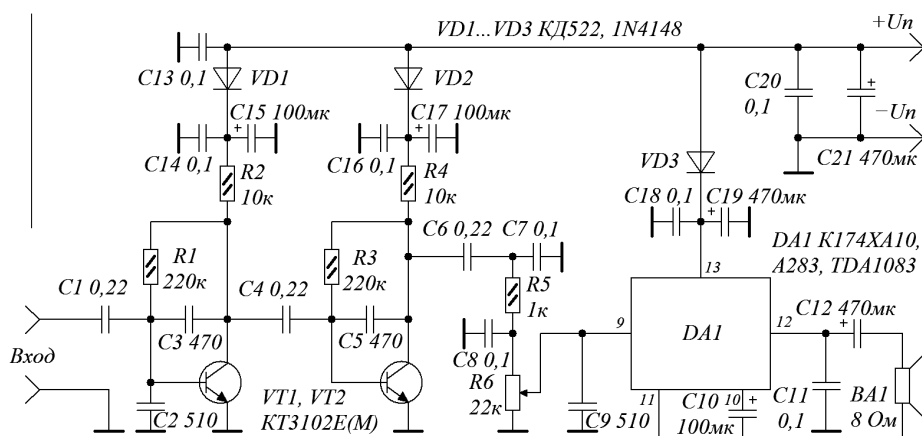 VD1...VD3 КД522, 1N4148
+Uп
C13 0,1
VD1
VD2
C20
0,1
C15 100мк
C17 100мк
−Uп
C14 0,1
C16 0,1
VD3
C21 470мк
R2
10к
R4
10к
C18 0,1
C19 470мк
C6 0,22
C7 0,1
R1
220к
R3
220к
DA1 К174ХА10,
A283, TDA1083
13
C1 0,22
C4 0,22
R5
1к
C12 470мк
9
DA1
12
C3 470
C5 470
C8 0,1
Вход
R6
22к
VT1, VT2
КТ3102Е(М)
11
C10
100мк
10
C11
0,1
BA1
8 Ом
C2 510
C9 510